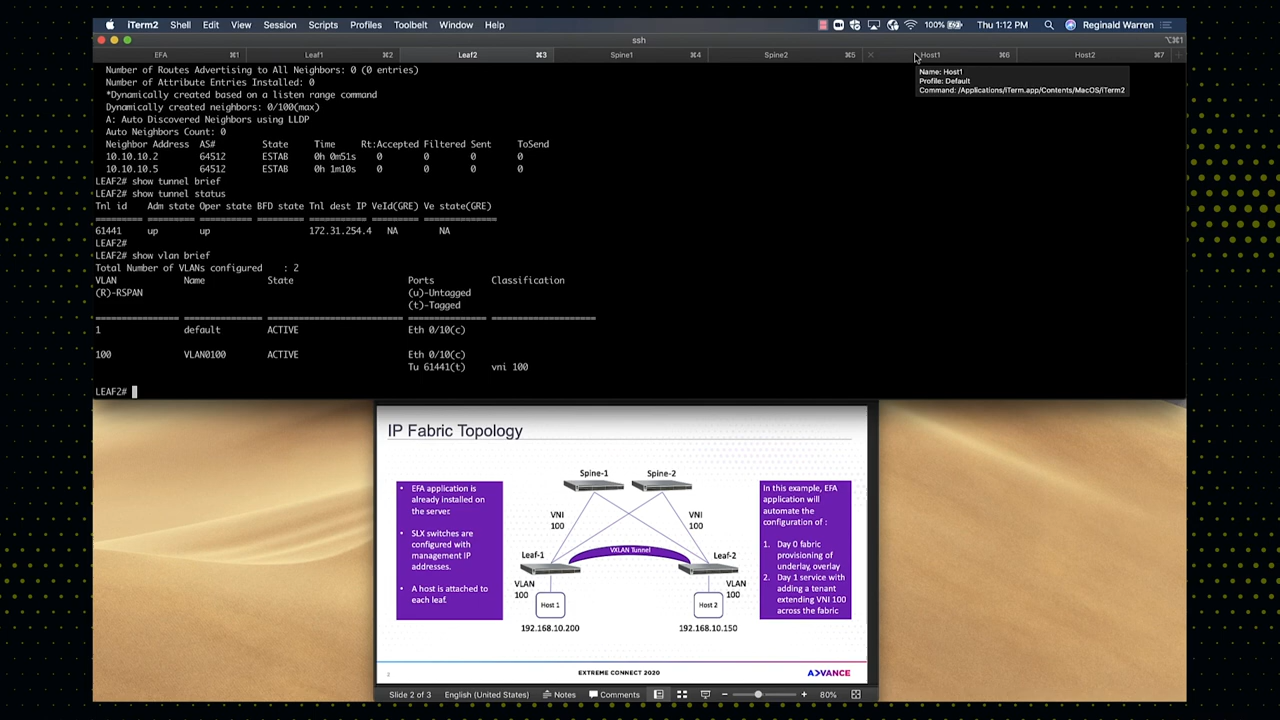 iTerm2 Shell Edit View Session Scripts Profiles Toolbelt Window Help 100% Thu 1:12 PM Reginald Warren
ssh ⌥⌘1
EFA ⌘1 Leaf1 ⌘2 Leaf2 ⌘3 Spine1 ⌘4 Spine2 ⌘5 Host1 ⌘6 Host2 ⌘7
Name: Host1
Profile: Default
Command: /Applications/iTerm.app/Contents/MacOS/iTerm2
Number of Routes Advertising to All Neighbors: 0 (0 entries)
Number of Attribute Entries Installed: 0
*Dynamically created based on a listen range command
Dynamically created neighbors: 0/100(max)
A: Auto Discovered Neighbors using LLDP
Auto Neighbors Count: 0
Neighbor Address AS# State Time Rt:Accepted Filtered Sent ToSend
10.10.10.2 64512 ESTAB 0h 0m51s 0 0 0 0
10.10.10.5 64512 ESTAB 0h 1m10s 0 0 0 0
LEAF2# show tunnel brief
LEAF2# show tunnel status
Tnl id Adm state Oper state BFD state Tnl dest IP VeId(GRE) Ve state(GRE)
========= ========= ========== ========= =========== ========= ==============
61441 up up 172.31.254.4 NA NA
LEAF2#
LEAF2# show vlan brief
Total Number of VLANs configured : 2
VLAN Name State Ports Classification
(R)-RSPAN (u)-Untagged
(t)-Tagged
================ =============== ========================== =============== ====================
1 default ACTIVE Eth 0/10(c)
100 VLAN0100 ACTIVE Eth 0/10(c)
Tu 61441(t) vni 100
LEAF2#
IP Fabric Topology
• EFA application is
already installed on
the server.
• SLX switches are
configured with
management IP
addresses.
• A host is attached to
each leaf.
Spine-1 Spine-2
VNI
100
VNI
100
Leaf-1 VXLAN Tunnel Leaf-2
VLAN
100
VLAN
100
Host 1 Host 2
192.168.10.200 192.168.10.150
In this example, EFA
application will
automate the
configuration of :
1. Day 0 fabric
provisioning of
underlay, overlay
2. Day 1 service with
adding a tenant
extending VNI 100
across the fabric
2 EXTREME CONNECT 2020 ADVANCE
Slide 2 of 3 English (United States) Notes Comments 80%